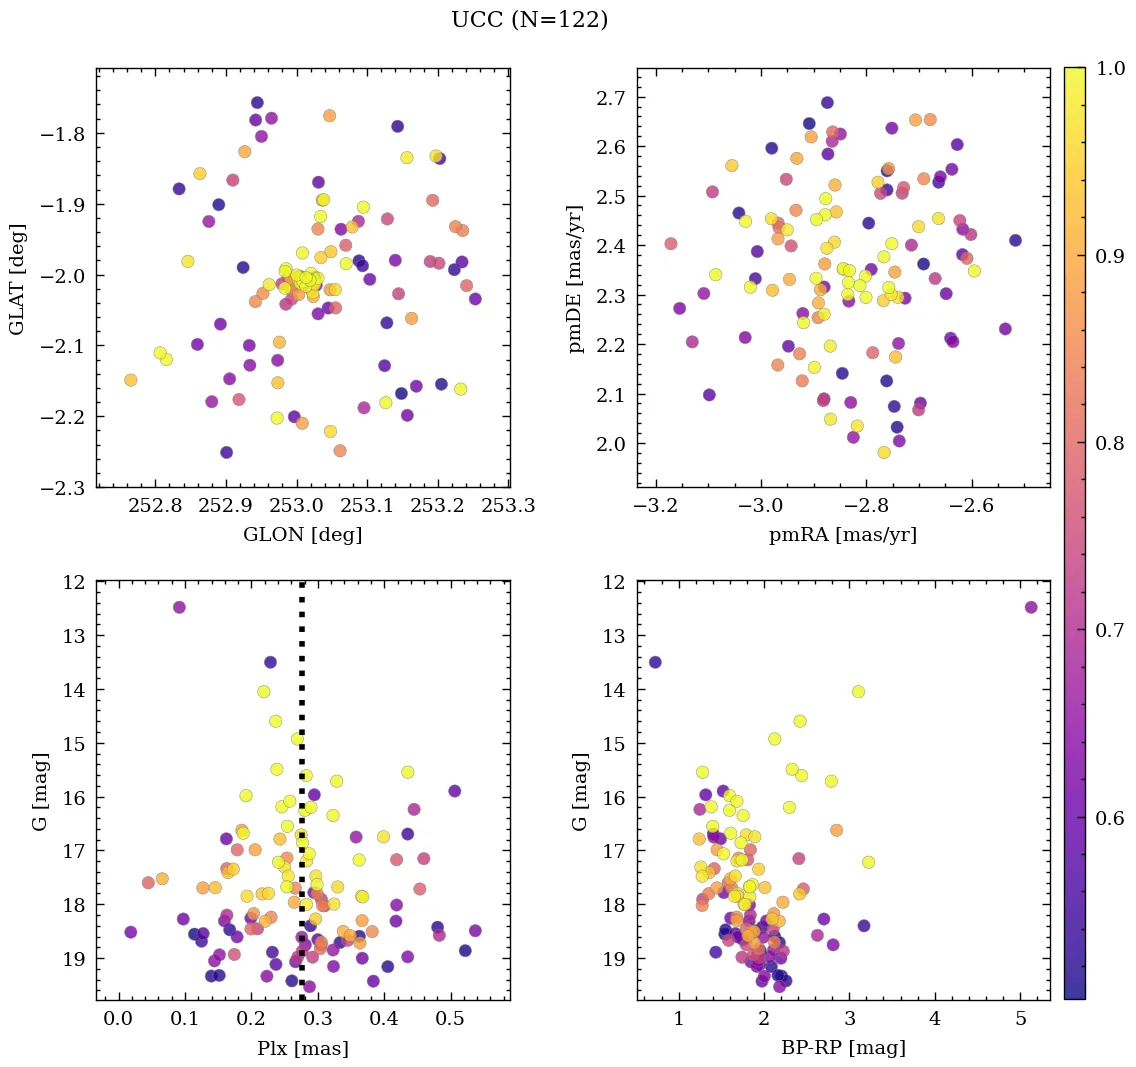 UCC (N=122)
−1.8
−1.9
−2.0
−2.1
−2.2
−2.3
GLAT [deg]
252.8 252.9 253.0 253.1 253.2 253.3
GLON [deg]
2.7
2.6
2.5
2.4
2.3
2.2
2.1
2.0
pmDE [mas/yr]
−3.2 −3.0 −2.8 −2.6
pmRA [mas/yr]
1.0
0.9
0.8
0.7
0.6
12
13
14
15
16
17
18
19
G [mag]
0.0 0.1 0.2 0.3 0.4 0.5
Plx [mas]
12
13
14
15
16
17
18
19
G [mag]
1 2 3 4 5
BP-RP [mag]